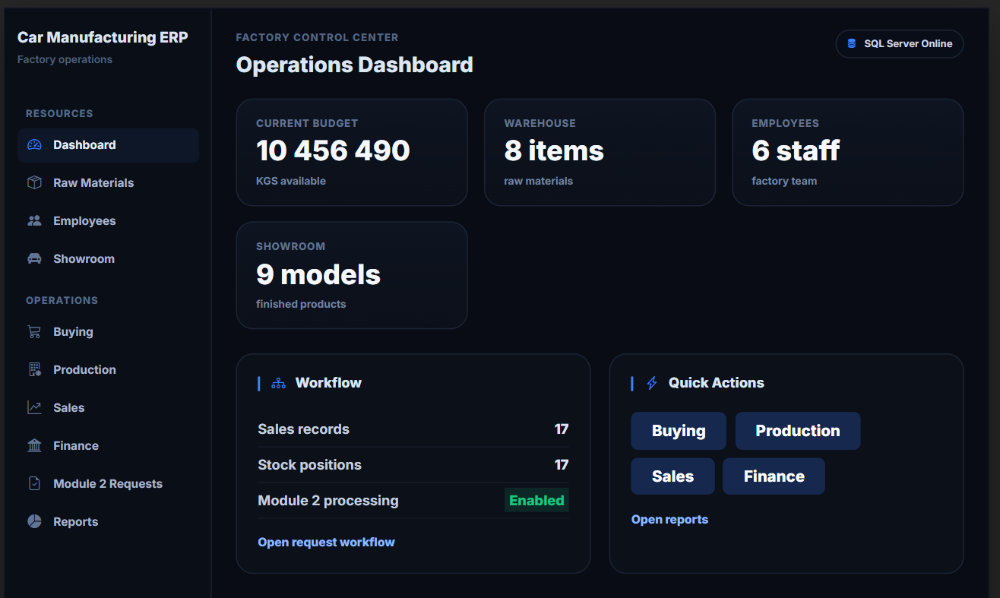 Car Manufacturing ERP
Factory operations
RESOURCES
Dashboard
Raw Materials
Employees
Showroom
OPERATIONS
Buying
Production
Sales
Finance
Module 2 Requests
Reports
FACTORY CONTROL CENTER
Operations Dashboard
SQL Server Online
CURRENT BUDGET
10 456 490
KGS available
WAREHOUSE
8 items
raw materials
EMPLOYEES
6 staff
factory team
SHOWROOM
9 models
finished products
Workflow
Sales records 17
Stock positions 17
Module 2 processing Enabled
Open request workflow
Quick Actions
Buying Production
Sales Finance
Open reports